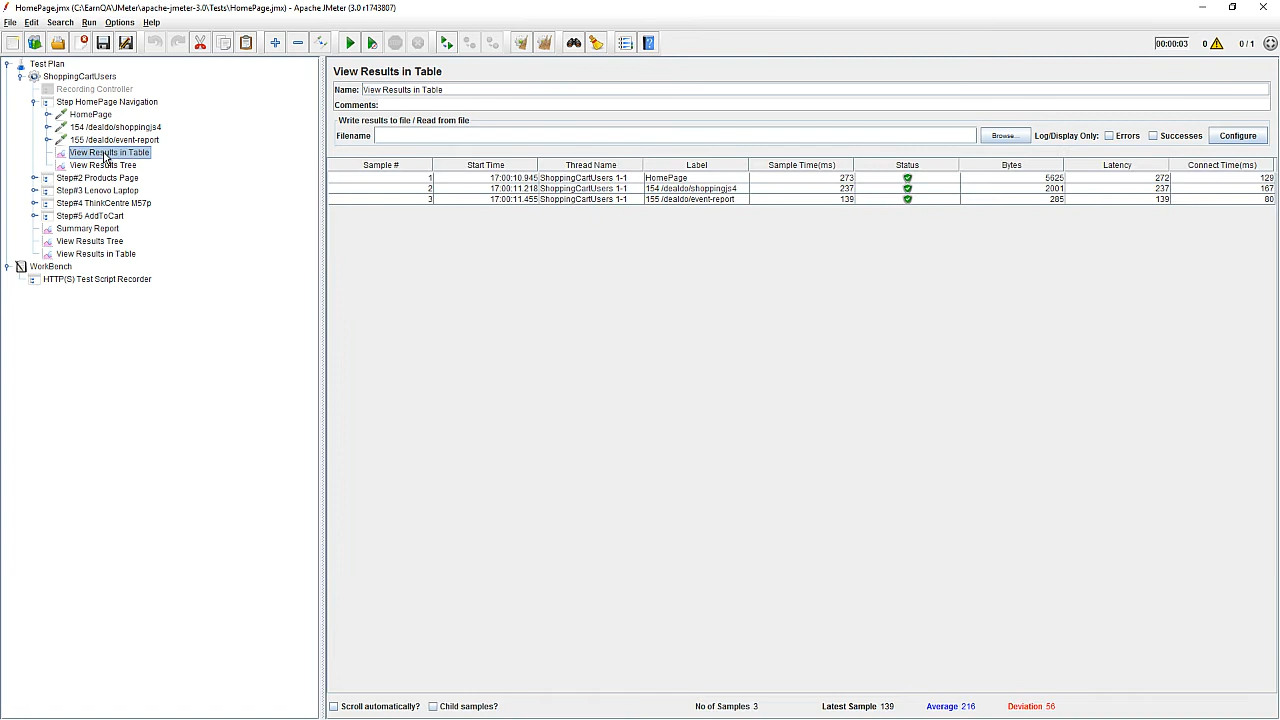 HomePage.jmx (C:\EarnQA\JMeter\apache-jmeter-3.0\Tests\HomePage.jmx) - Apache JMeter (3.0 r1743807)
File Edit Search Run Options Help
00:00:03 0 0 / 1
Test Plan
ShoppingCartUsers
Recording Controller
Step HomePage Navigation
HomePage
154 /dealdo/shoppingjs4
155 /dealdo/event-report
View Results in Table
View Results Tree
Step#2 Products Page
Step#3 Lenovo Laptop
Step#4 ThinkCentre M57p
Step#5 AddToCart
Summary Report
View Results Tree
View Results in Table
WorkBench
HTTP(S) Test Script Recorder
View Results in Table
Name: View Results in Table
Comments:
Write results to file / Read from file
Filename Browse... Log/Display Only: Errors Successes Configure
Sample # Start Time Thread Name Label Sample Time(ms) Status Bytes Latency Connect Time(ms)
1 17:00:10.945 ShoppingCartUsers 1-1 HomePage 273 5625 272 129
2 17:00:11.218 ShoppingCartUsers 1-1 154 /dealdo/shoppingjs4 237 2001 237 167
3 17:00:11.455 ShoppingCartUsers 1-1 155 /dealdo/event-report 139 285 139 80
Scroll automatically? Child samples? No of Samples 3 Latest Sample 139 Average 216 Deviation 56